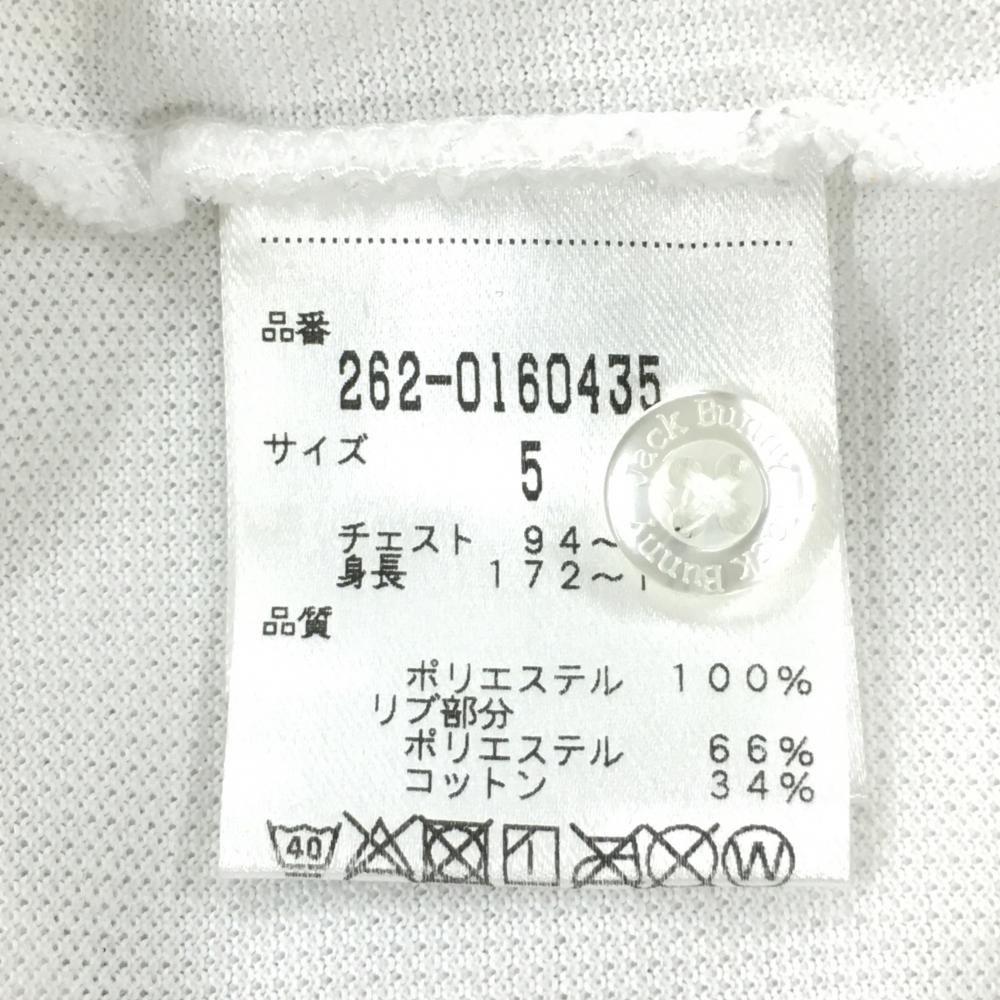 品番
262-0160435
サイズ 5
チェスト 94~
身長 172~
品質
ポリエステル 100%
リブ部分
ポリエステル 66%
コットン 34%
40 W
Jack Bunny Jack Bunny